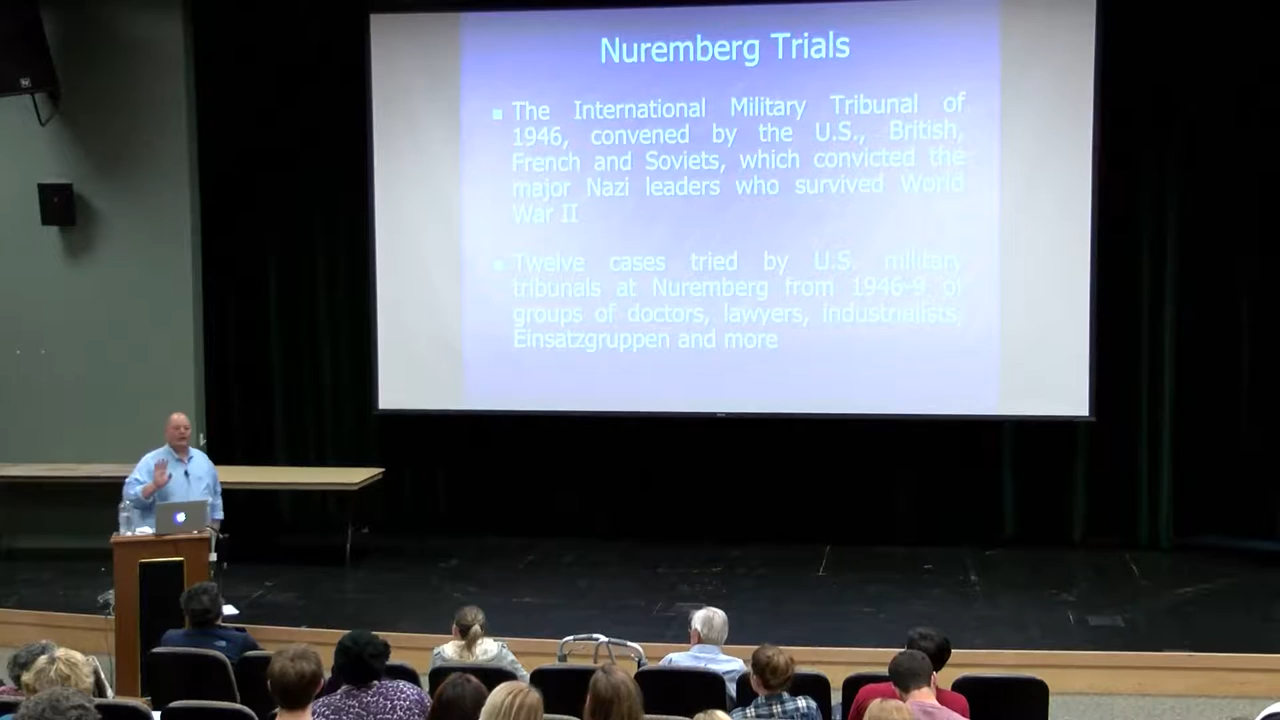 Nuremberg Trials
The International Military Tribunal of
1946, convened by the U.S., British,
French and Soviets, which convicted the
major Nazi leaders who survived World
War II
Twelve cases tried by U.S. military
tribunals at Nuremberg from 1946-9 of
groups of doctors, lawyers, industrialists,
Einsatzgruppen and more